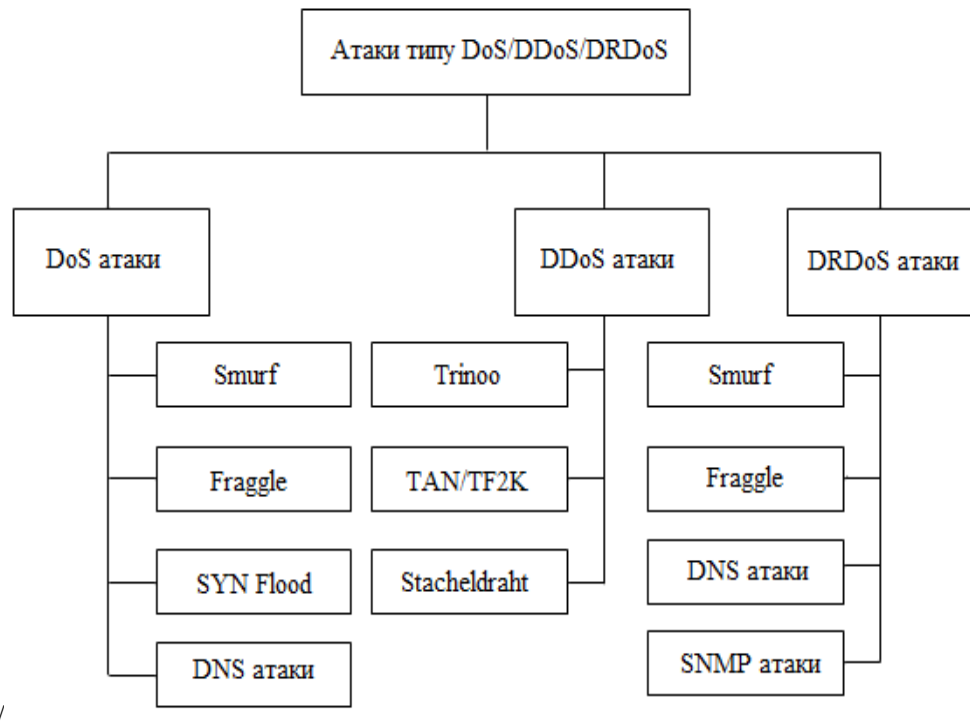 Атаки типу DoS/DDoS/DRDoS
DoS атаки
DDoS атаки
DRDoS атаки
Smurf
Fraggle
SYN Flood
DNS атаки
Trinoo
TAN/TF2K
Stacheldraht
Smurf
Fraggle
DNS атаки
SNMP атаки
/